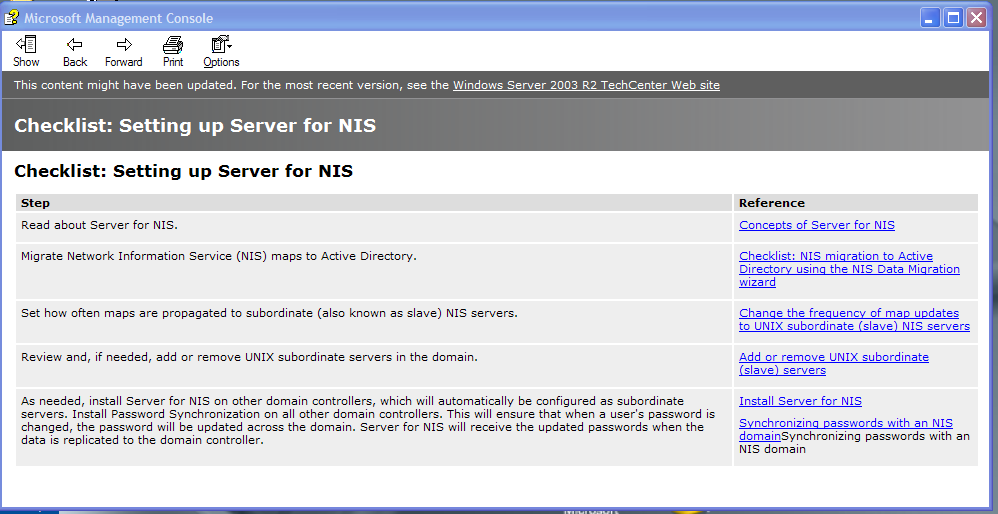 Microsoft Management Console
Show Back Forward Print Options
This content might have been updated. For the most recent version, see the Windows Server 2003 R2 TechCenter Web site
Checklist: Setting up Server for NIS
Checklist: Setting up Server for NIS
Step Reference
Read about Server for NIS. Concepts of Server for NIS
Migrate Network Information Service (NIS) maps to Active Directory. Checklist: NIS migration to Active
Directory using the NIS Data Migration
wizard
Set how often maps are propagated to subordinate (also known as slave) NIS servers. Change the frequency of map updates
to UNIX subordinate (slave) NIS servers
Review and, if needed, add or remove UNIX subordinate servers in the domain. Add or remove UNIX subordinate
(slave) servers
As needed, install Server for NIS on other domain controllers, which will automatically be configured as subordinate
servers. Install Password Synchronization on all other domain controllers. This will ensure that when a user's password is
changed, the password will be updated across the domain. Server for NIS will receive the updated passwords when the
data is replicated to the domain controller.
Install Server for NIS
Synchronizing passwords with an NIS
domainSynchronizing passwords with an
NIS domain
Microsoft